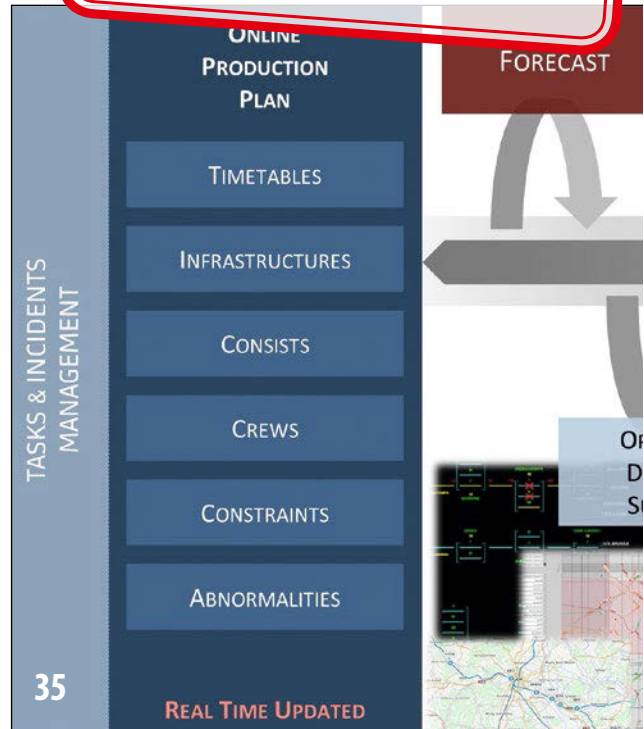 TASKS & INCIDENTS
MANAGEMENT
ONLINE
PRODUCTION
PLAN
TIMETABLES
INFRASTRUCTURES
CONSISTS
CREWS
CONSTRAINTS
ABNORMALITIES
REAL TIME UPDATED
35
FORECAST